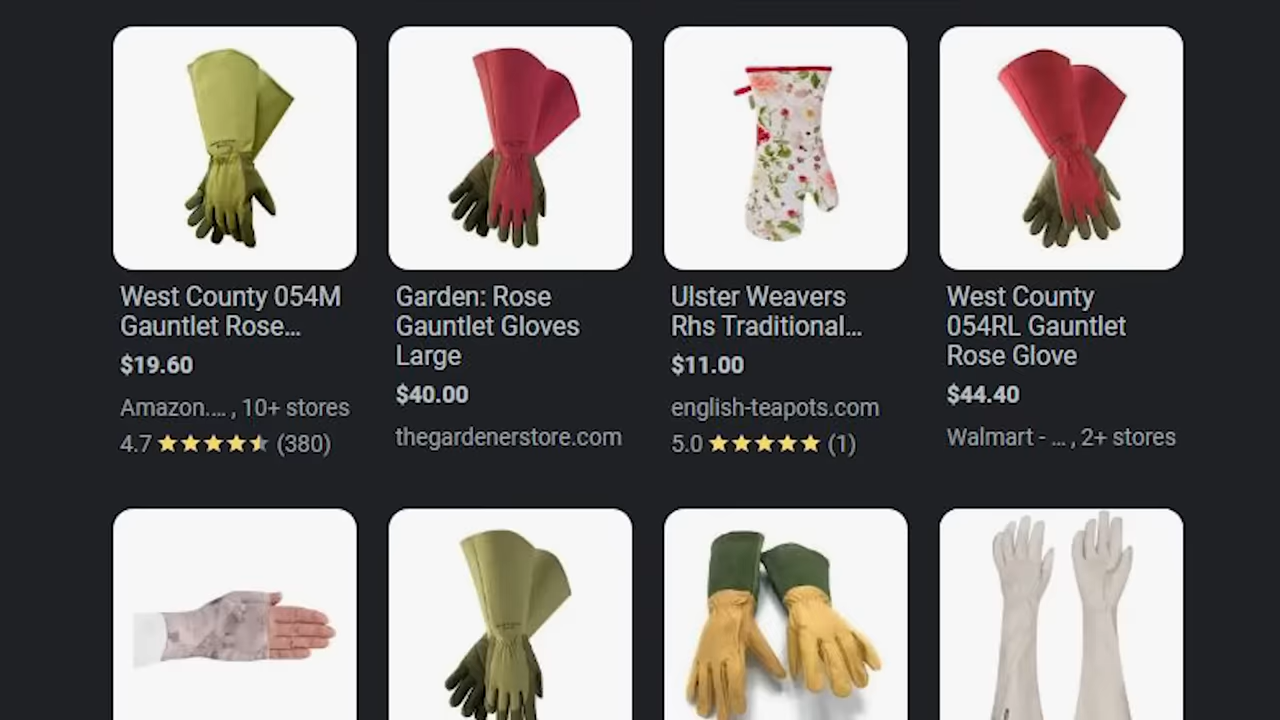 West County 054M
Gauntlet Rose...
$19.60
Amazon.... , 10+ stores
4.7 (380)
Garden: Rose
Gauntlet Gloves
Large
$40.00
thegardenerstore.com
Ulster Weavers
Rhs Traditional...
$11.00
english-teapots.com
5.0 (1)
West County
054RL Gauntlet
Rose Glove
$44.40
Walmart - ... , 2+ stores